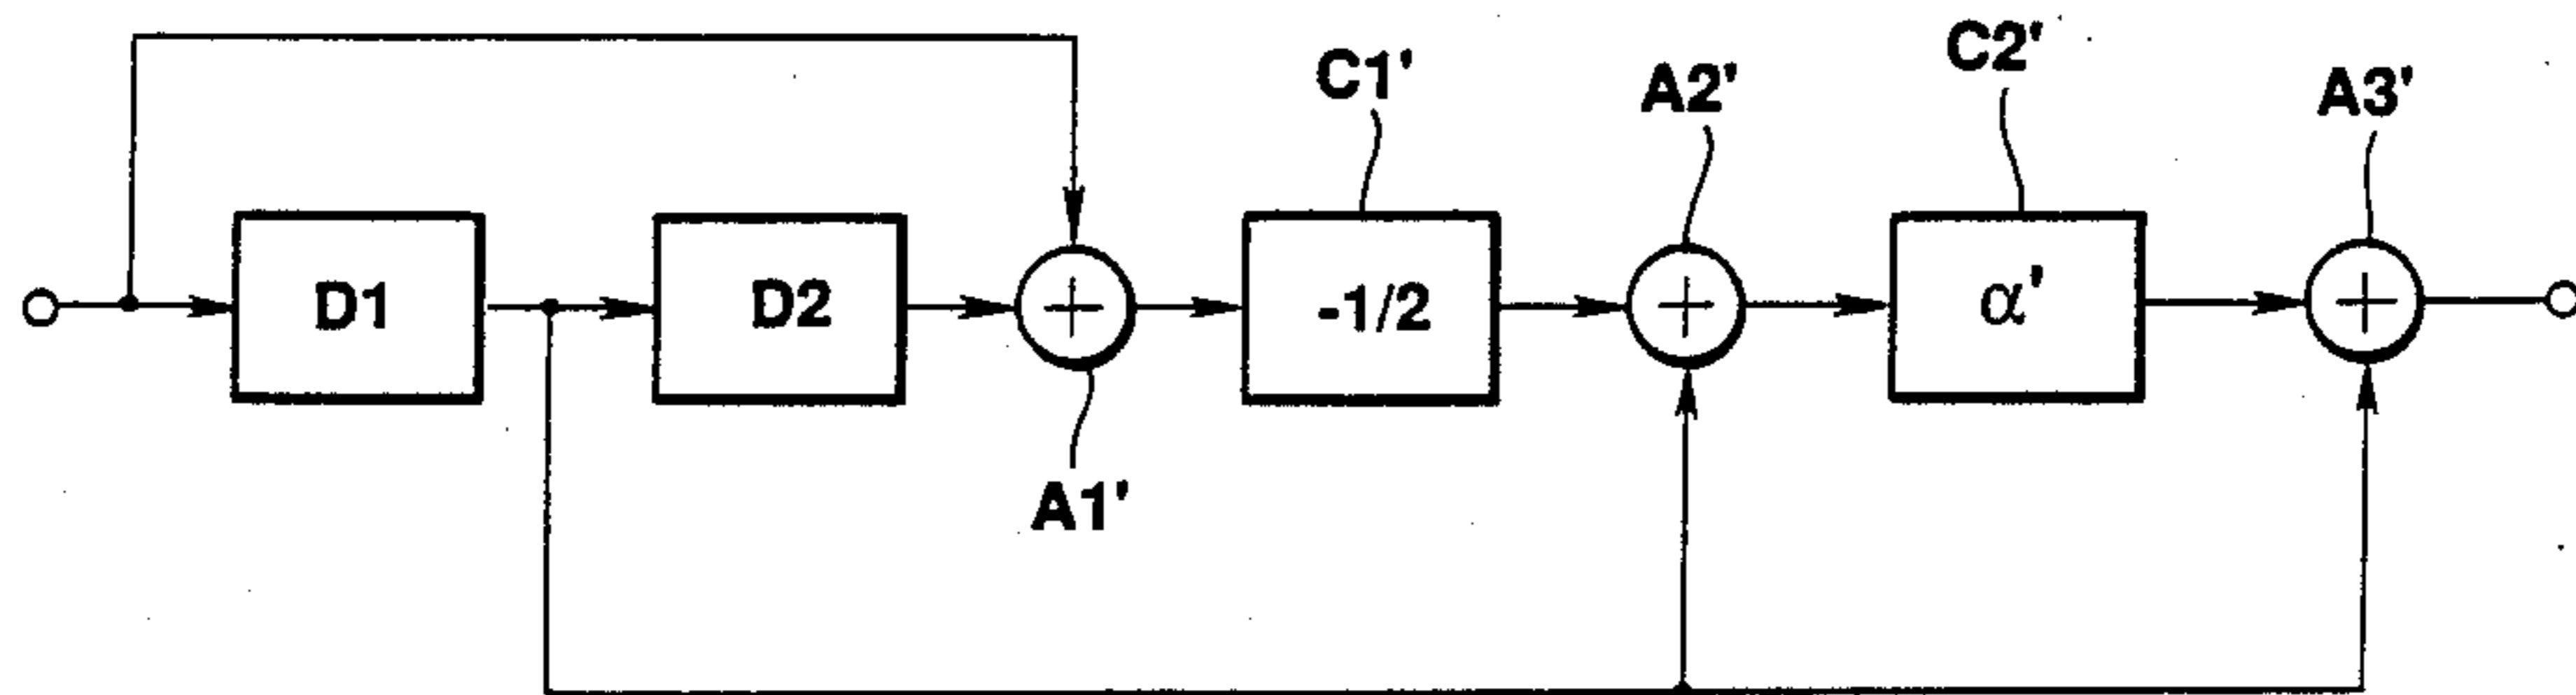 C1'
A2'
C2'
A3'
D1
D2
+
-1/2
+
α'
+
A1'